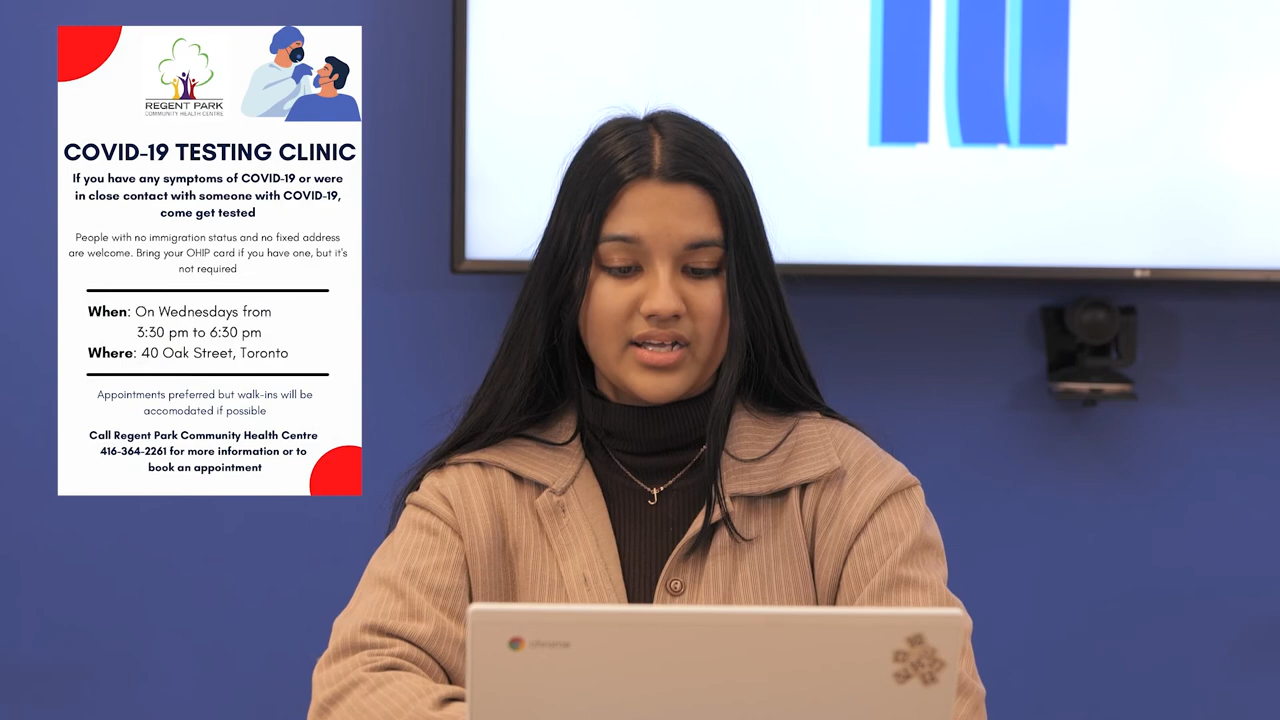 REGENT PARK
COMMUNITY HEALTH CENTRE
COVID-19 TESTING CLINIC
If you have any symptoms of COVID-19 or were
in close contact with someone with COVID-19,
come get tested
People with no immigration status and no fixed address
are welcome. Bring your OHIP card if you have one, but it's
not required
When: On Wednesdays from
3:30 pm to 6:30 pm
Where: 40 Oak Street, Toronto
Appointments preferred but walk-ins will be
accomodated if possible
Call Regent Park Community Health Centre
416-364-2261 for more information or to
book an appointment
LG
J
chrome